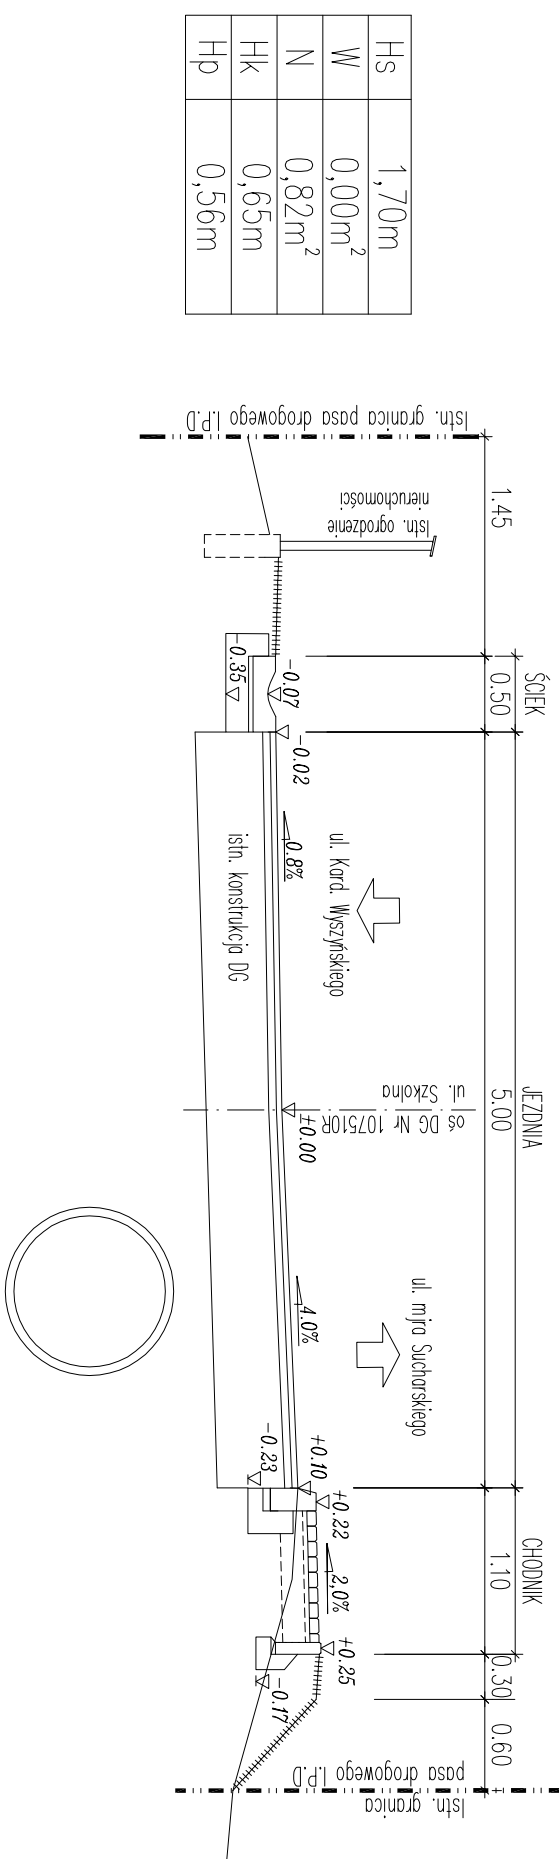 Hs 1,70m
W 0,00m²
N 0,82m²
Hk 0,65m
Hp 0,56m
Istn. granica pasa drogowego I.P.D
1.45
Istn. ogrodzenie
nieruchomości
ŚCIEK
0.50
-0.35
-0.07
-0.02
0.8%
istn. konstrukcja DG
ul. Kard. Wyszyńskiego
JEZDNIA
5.00
oś DG Nr 107510R
ul. Szkolna
±0.00
4.0%
ul. mjra Sucharskiego
-0.23
+0.10
+0.22
CHODNIK
1.10
2,0%
+0.25
-0.17
0.30
0.60
Istn. granica
pasa drogowego I.P.D